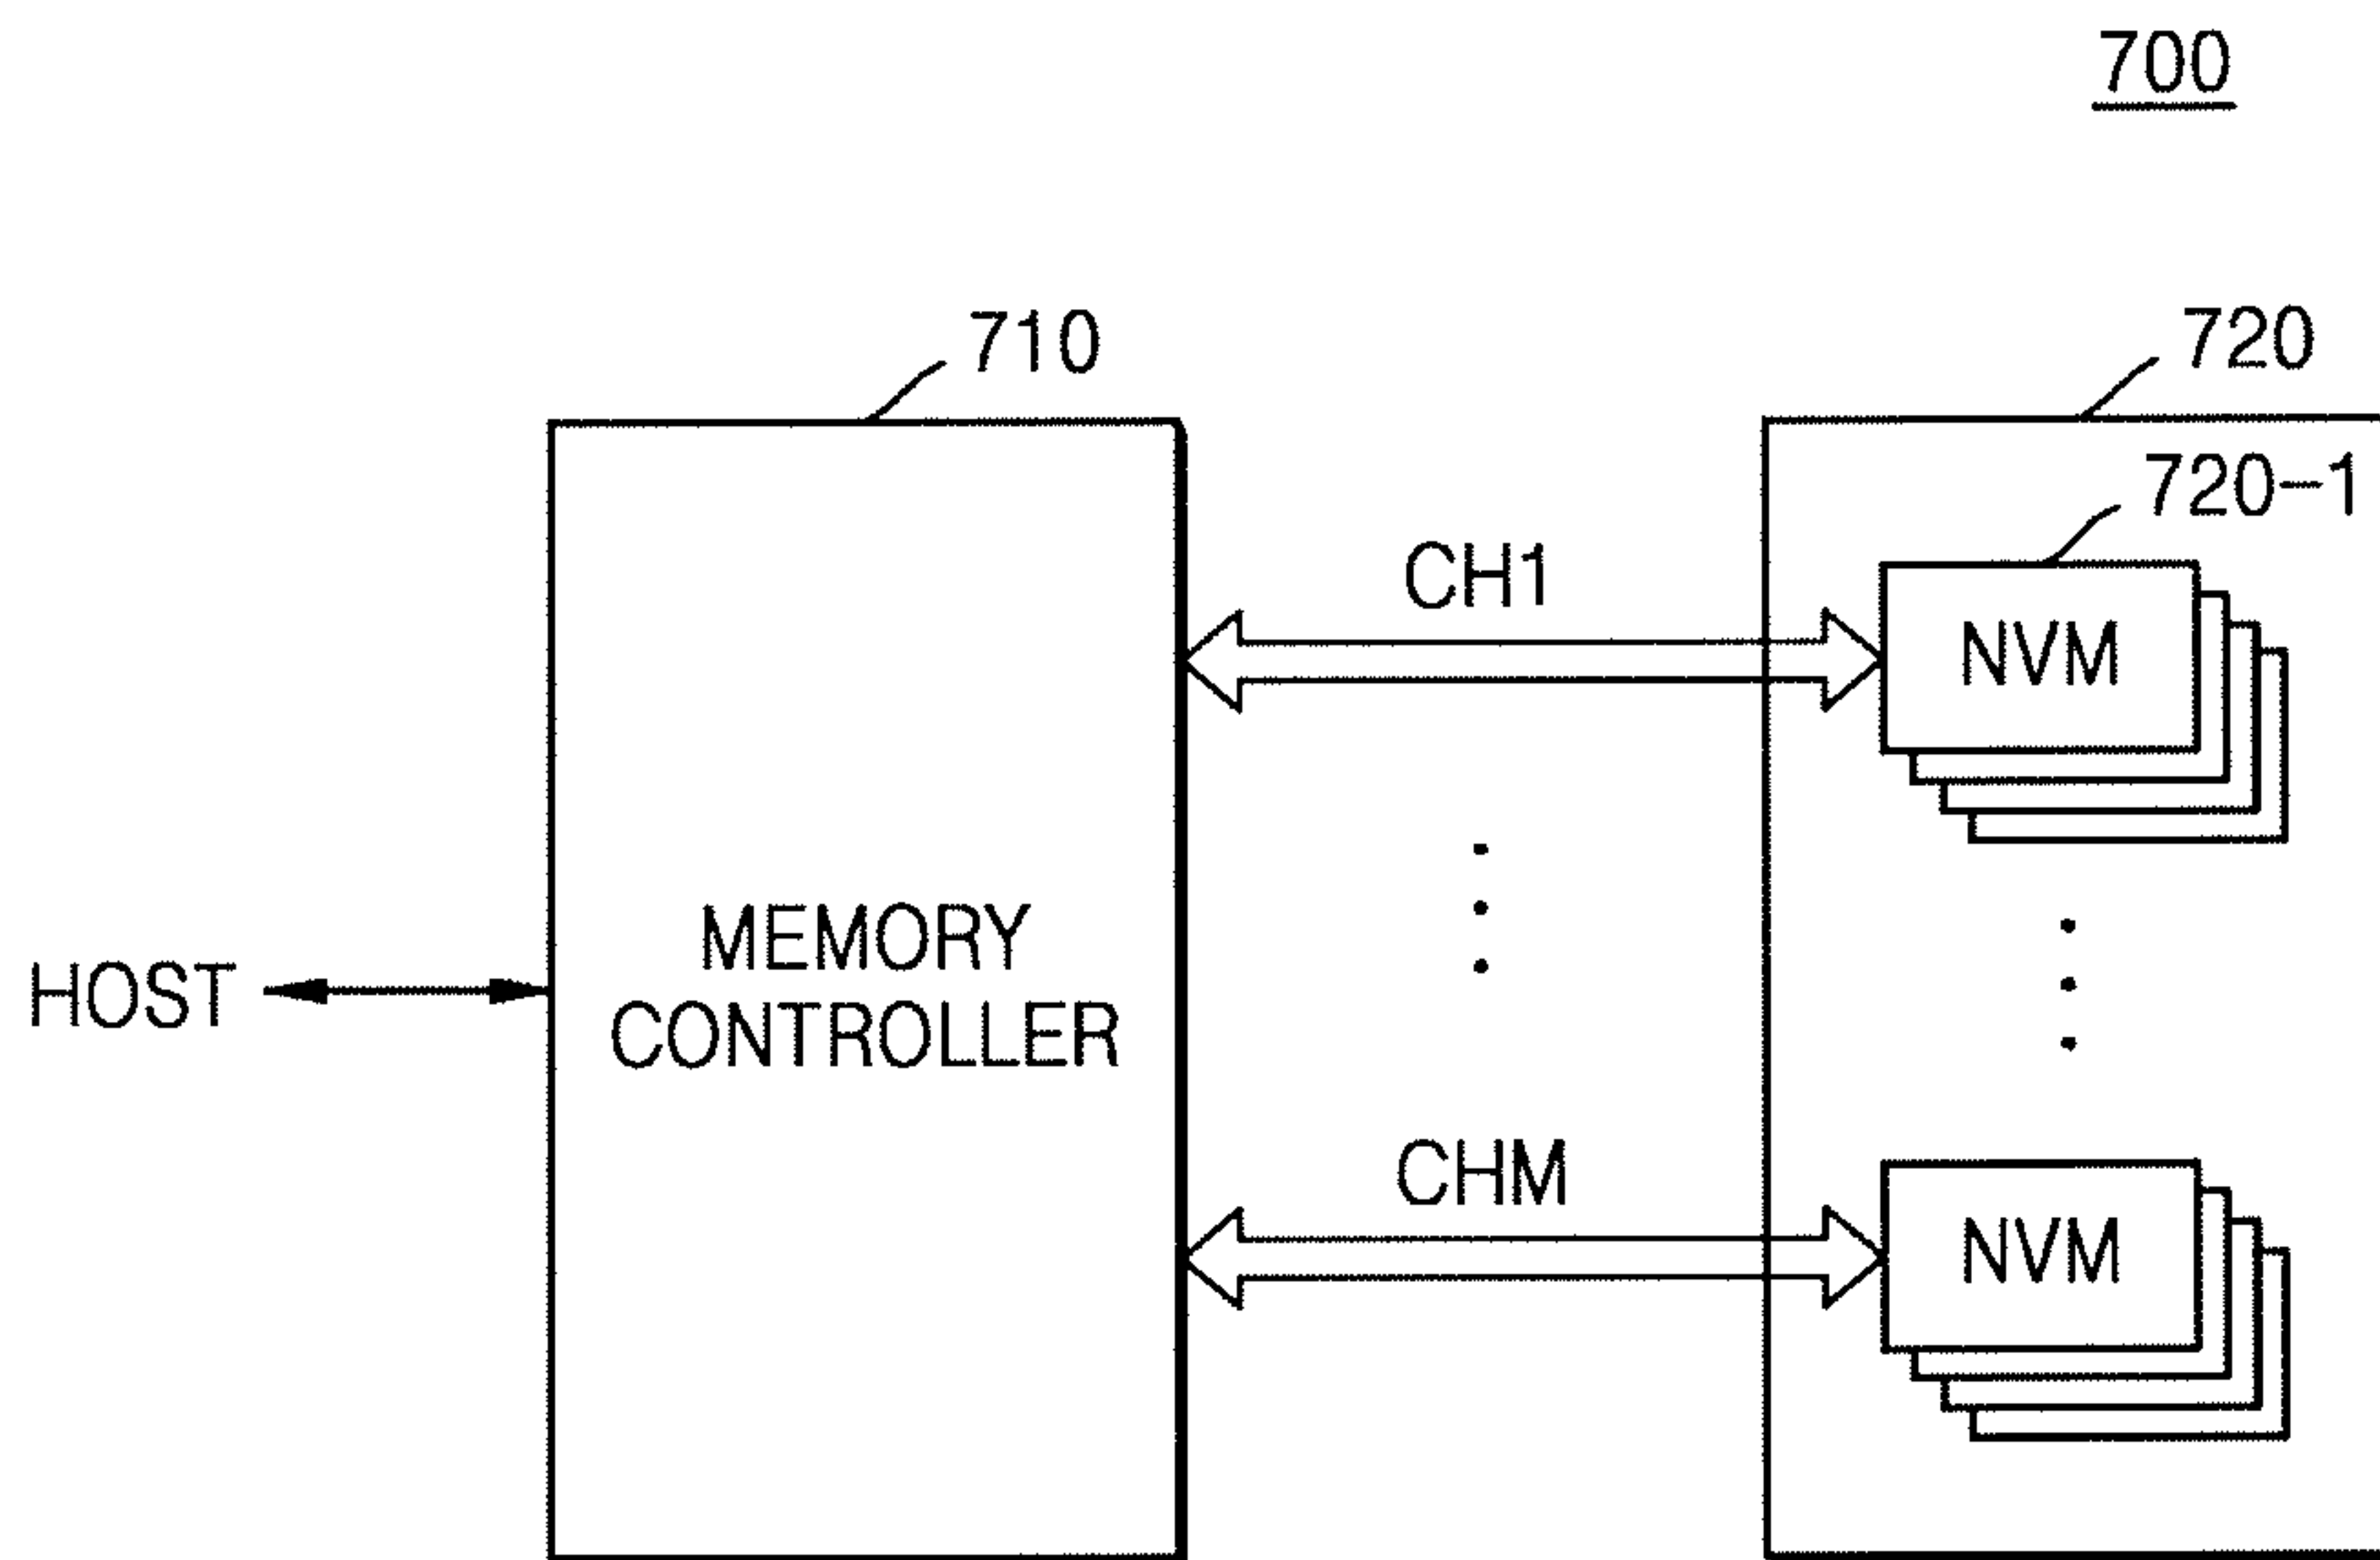 700
710
720
720-1
CH1
NVM
MEMORY
CONTROLLER
HOST
CHM
NVM